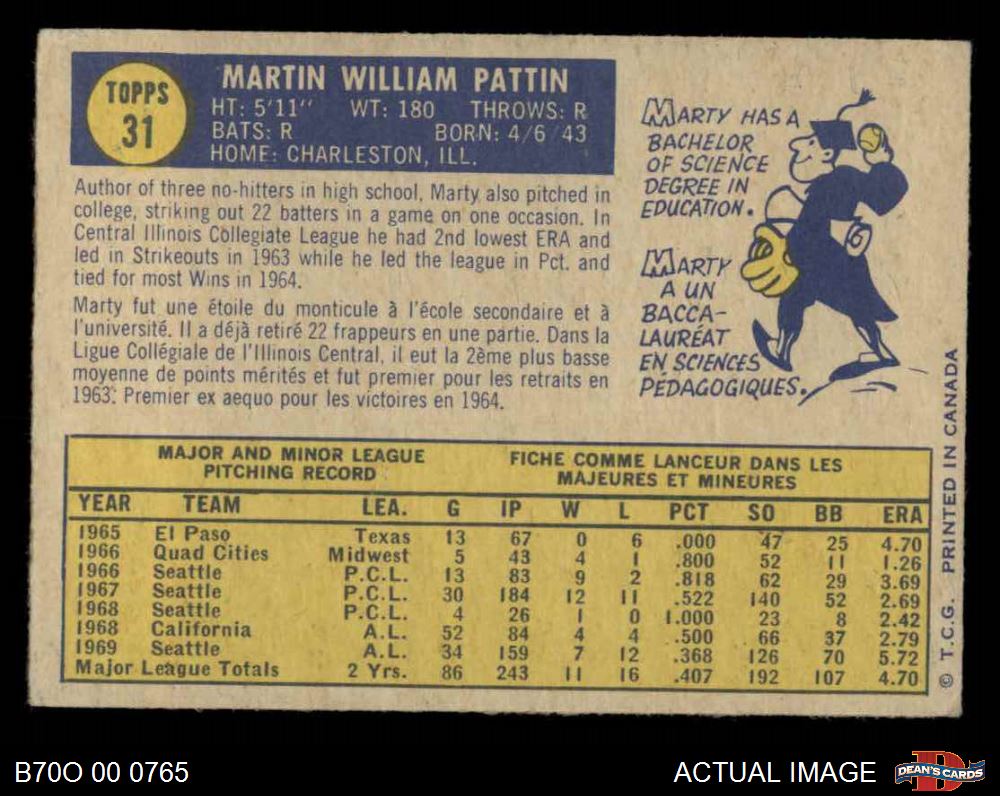 TOPPS
31
MARTIN WILLIAM PATTIN
HT: 5'11" WT: 180 THROWS: R
BATS: R BORN: 4/6/43
HOME: CHARLESTON, ILL.
Author of three no-hitters in high school, Marty also pitched in
college, striking out 22 batters in a game on one occasion. In
Central Illinois Collegiate League he had 2nd lowest ERA and
led in Strikeouts in 1963 while he led the league in Pct. and
tied for most Wins in 1964.
Marty fut une étoile du monticule à l'école secondaire et à
l'université. Il a déjà retiré 22 frappeurs en une partie. Dans la
Ligue Collégiale de l'Illinois Central, il eut la 2ème plus basse
moyenne de points mérités et fut premier pour les retraits en
1963. Premier ex aequo pour les victoires en 1964.
MARTY HAS A
BACHELOR
OF SCIENCE
DEGREE IN
EDUCATION.
MARTY
A UN
BACCA-
LAURÉAT
EN SCIENCES
PÉDAGOGIQUES.
MAJOR AND MINOR LEAGUE
PITCHING RECORD
FICHE COMME LANCEUR DANS LES
MAJEURES ET MINEURES
YEAR TEAM LEA. G IP W L PCT SO BB ERA
1965 El Paso Texas 13 67 0 6 .000 47 25 4.70
1966 Quad Cities Midwest 5 43 4 1 .800 52 11 1.26
1966 Seattle P.C.L. 13 83 9 2 .818 62 29 3.69
1967 Seattle P.C.L. 30 184 12 11 .522 140 52 2.69
1968 Seattle P.C.L. 4 26 1 0 1.000 23 8 2.42
1968 California A.L. 52 84 4 4 .500 66 37 2.79
1969 Seattle A.L. 34 159 7 12 .368 126 70 5.72
Major League Totals 2 Yrs. 86 243 11 16 .407 192 107 4.70
© T.C.G. PRINTED IN CANADA
B70O 00 0765
ACTUAL IMAGE
DEAN'S CARDS